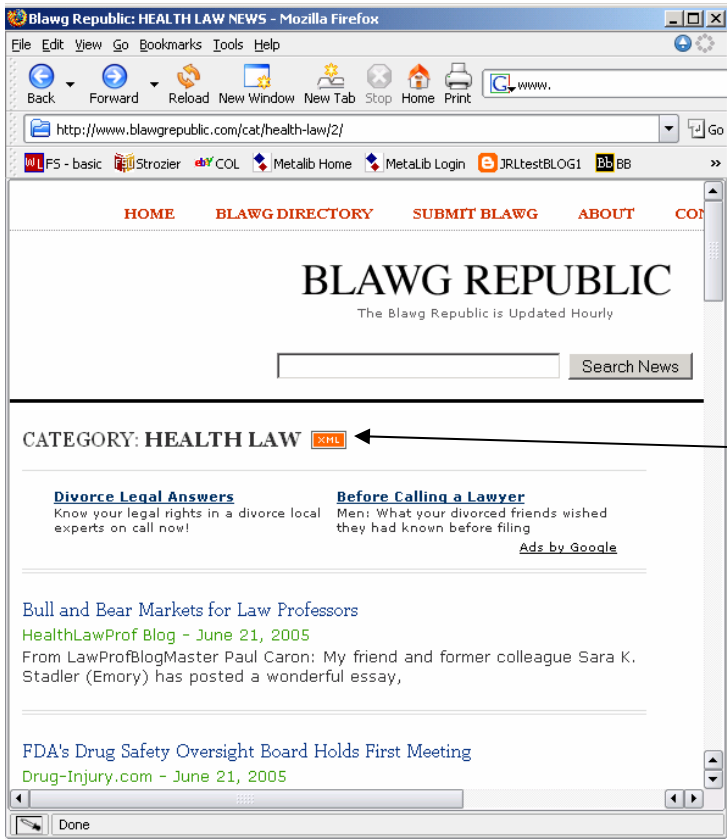 Blawg Republic: HEALTH LAW NEWS - Mozilla Firefox
File Edit View Go Bookmarks Tools Help
Back Forward Reload New Window New Tab Stop Home Print G www.
http://www.blawgrepublic.com/cat/health-law/2/ Go
WL FS - basic Strozier ebY COL Metalib Home MetaLib Login JRLtestBLOG1 Bb BB »
HOME BLAWG DIRECTORY SUBMIT BLAWG ABOUT CON
BLAWG REPUBLIC
The Blawg Republic is Updated Hourly
Search News
CATEGORY: HEALTH LAW XML
Divorce Legal Answers
Know your legal rights in a divorce local
experts on call now!
Before Calling a Lawyer
Men: What your divorced friends wished
they had known before filing
Ads by Google
Bull and Bear Markets for Law Professors
HealthLawProf Blog - June 21, 2005
From LawProfBlogMaster Paul Caron: My friend and former colleague Sara K.
Stadler (Emory) has posted a wonderful essay,
FDA's Drug Safety Oversight Board Holds First Meeting
Drug-Injury.com - June 21, 2005
Done